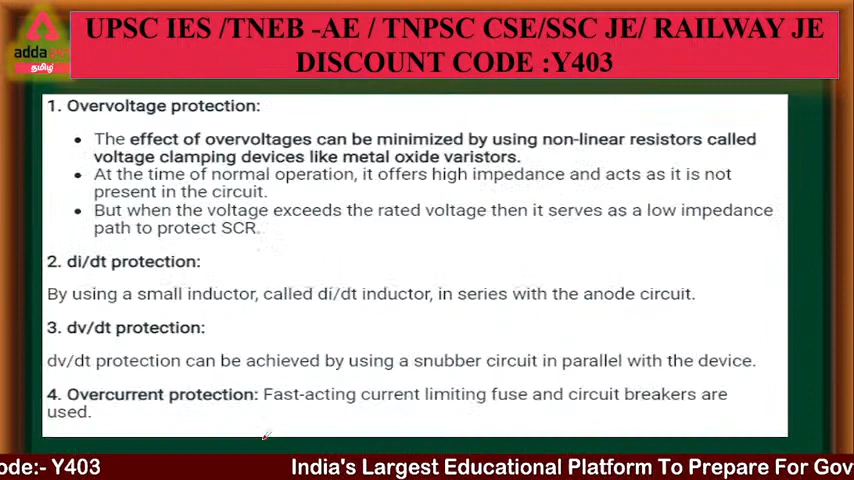 UPSC IES /TNEB -AE / TNPSC CSE/SSC JE/ RAILWAY JE
DISCOUNT CODE :Y403
adda
தமிழ்
1. Overvoltage protection:
• The effect of overvoltages can be minimized by using non-linear resistors called
voltage clamping devices like metal oxide varistors.
• At the time of normal operation, it offers high impedance and acts as it is not
present in the circuit.
• But when the voltage exceeds the rated voltage then it serves as a low impedance
path to protect SCR.
2. di/dt protection:
By using a small inductor, called di/dt inductor, in series with the anode circuit.
3. dv/dt protection:
dv/dt protection can be achieved by using a snubber circuit in parallel with the device.
4. Overcurrent protection: Fast-acting current limiting fuse and circuit breakers are
used.
ode:- Y403 India's Largest Educational Platform To Prepare For Gov